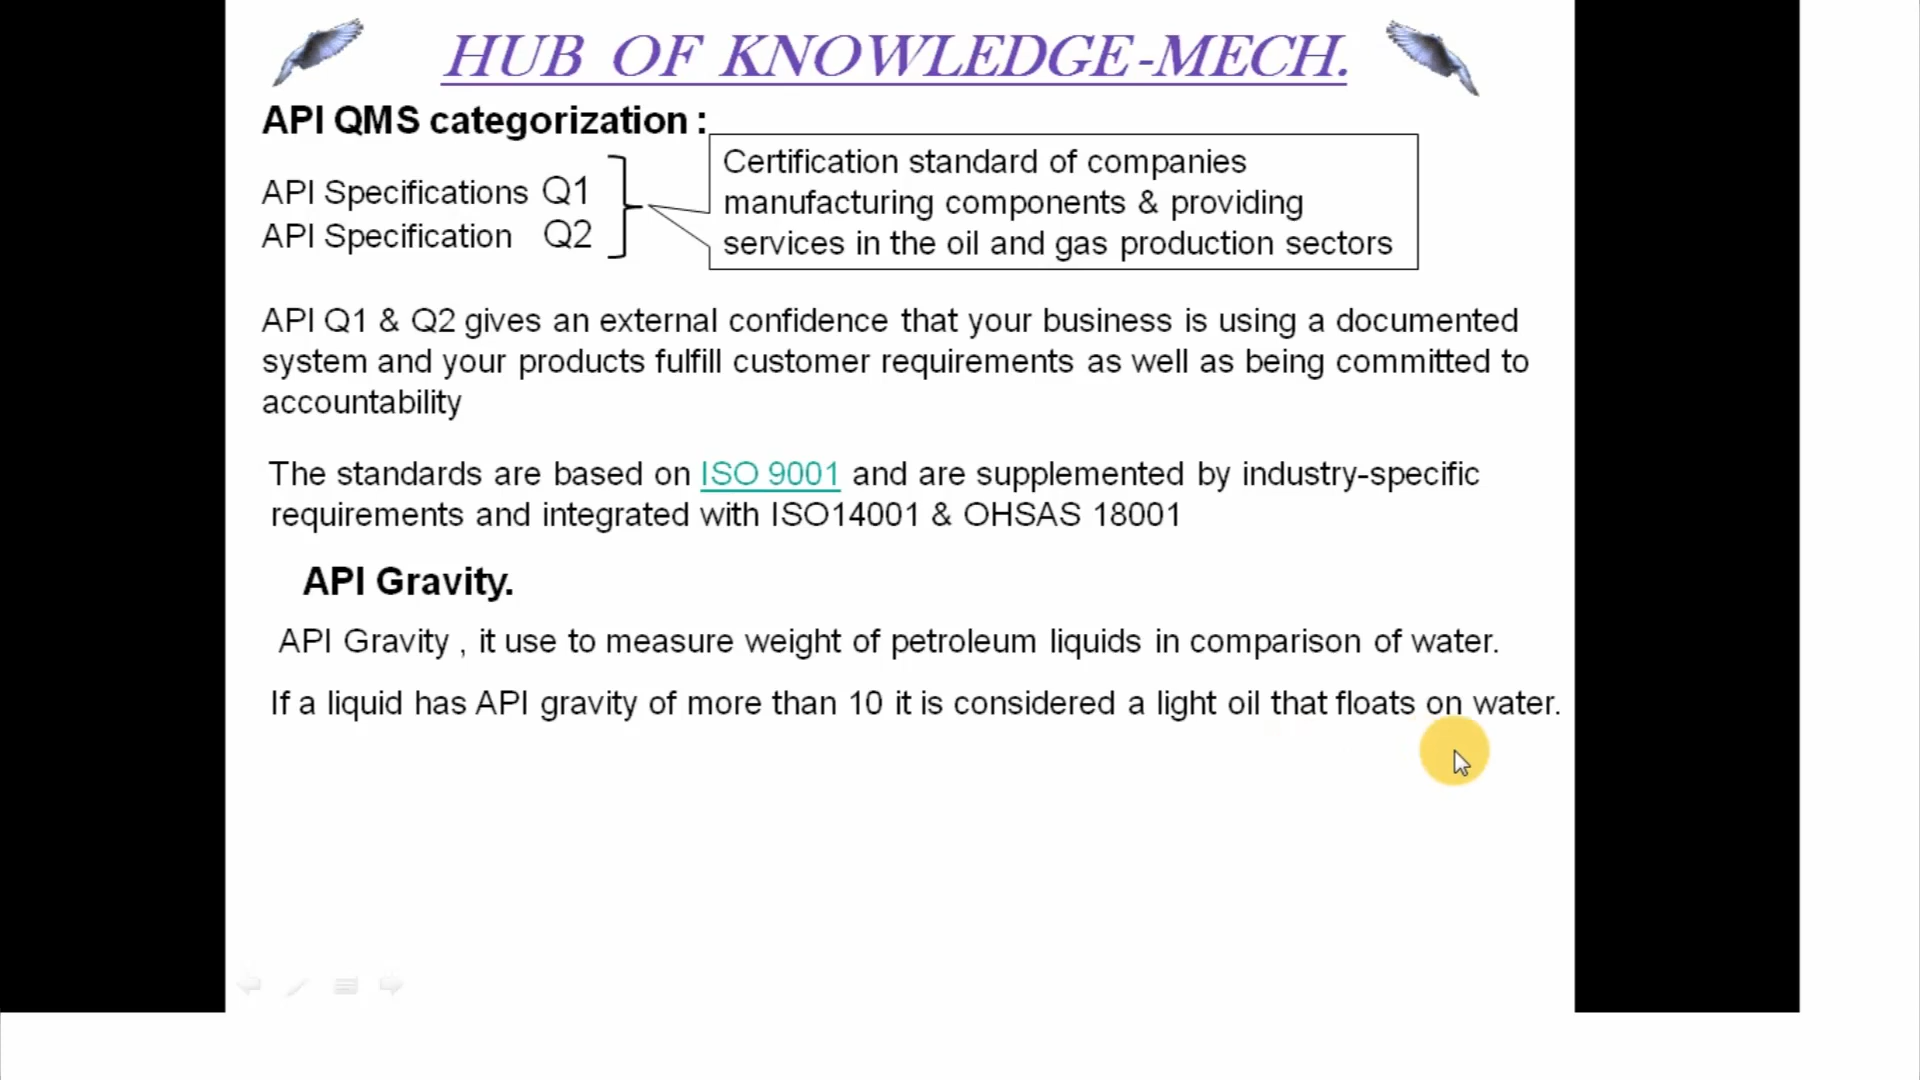 HUB OF KNOWLEDGE-MECH.
API QMS categorization :
API Specifications Q1
API Specification Q2
Certification standard of companies
manufacturing components & providing
services in the oil and gas production sectors
API Q1 & Q2 gives an external confidence that your business is using a documented
system and your products fulfill customer requirements as well as being committed to
accountability
The standards are based on ISO 9001 and are supplemented by industry-specific
requirements and integrated with ISO14001 & OHSAS 18001
API Gravity.
API Gravity , it use to measure weight of petroleum liquids in comparison of water.
If a liquid has API gravity of more than 10 it is considered a light oil that floats on water.